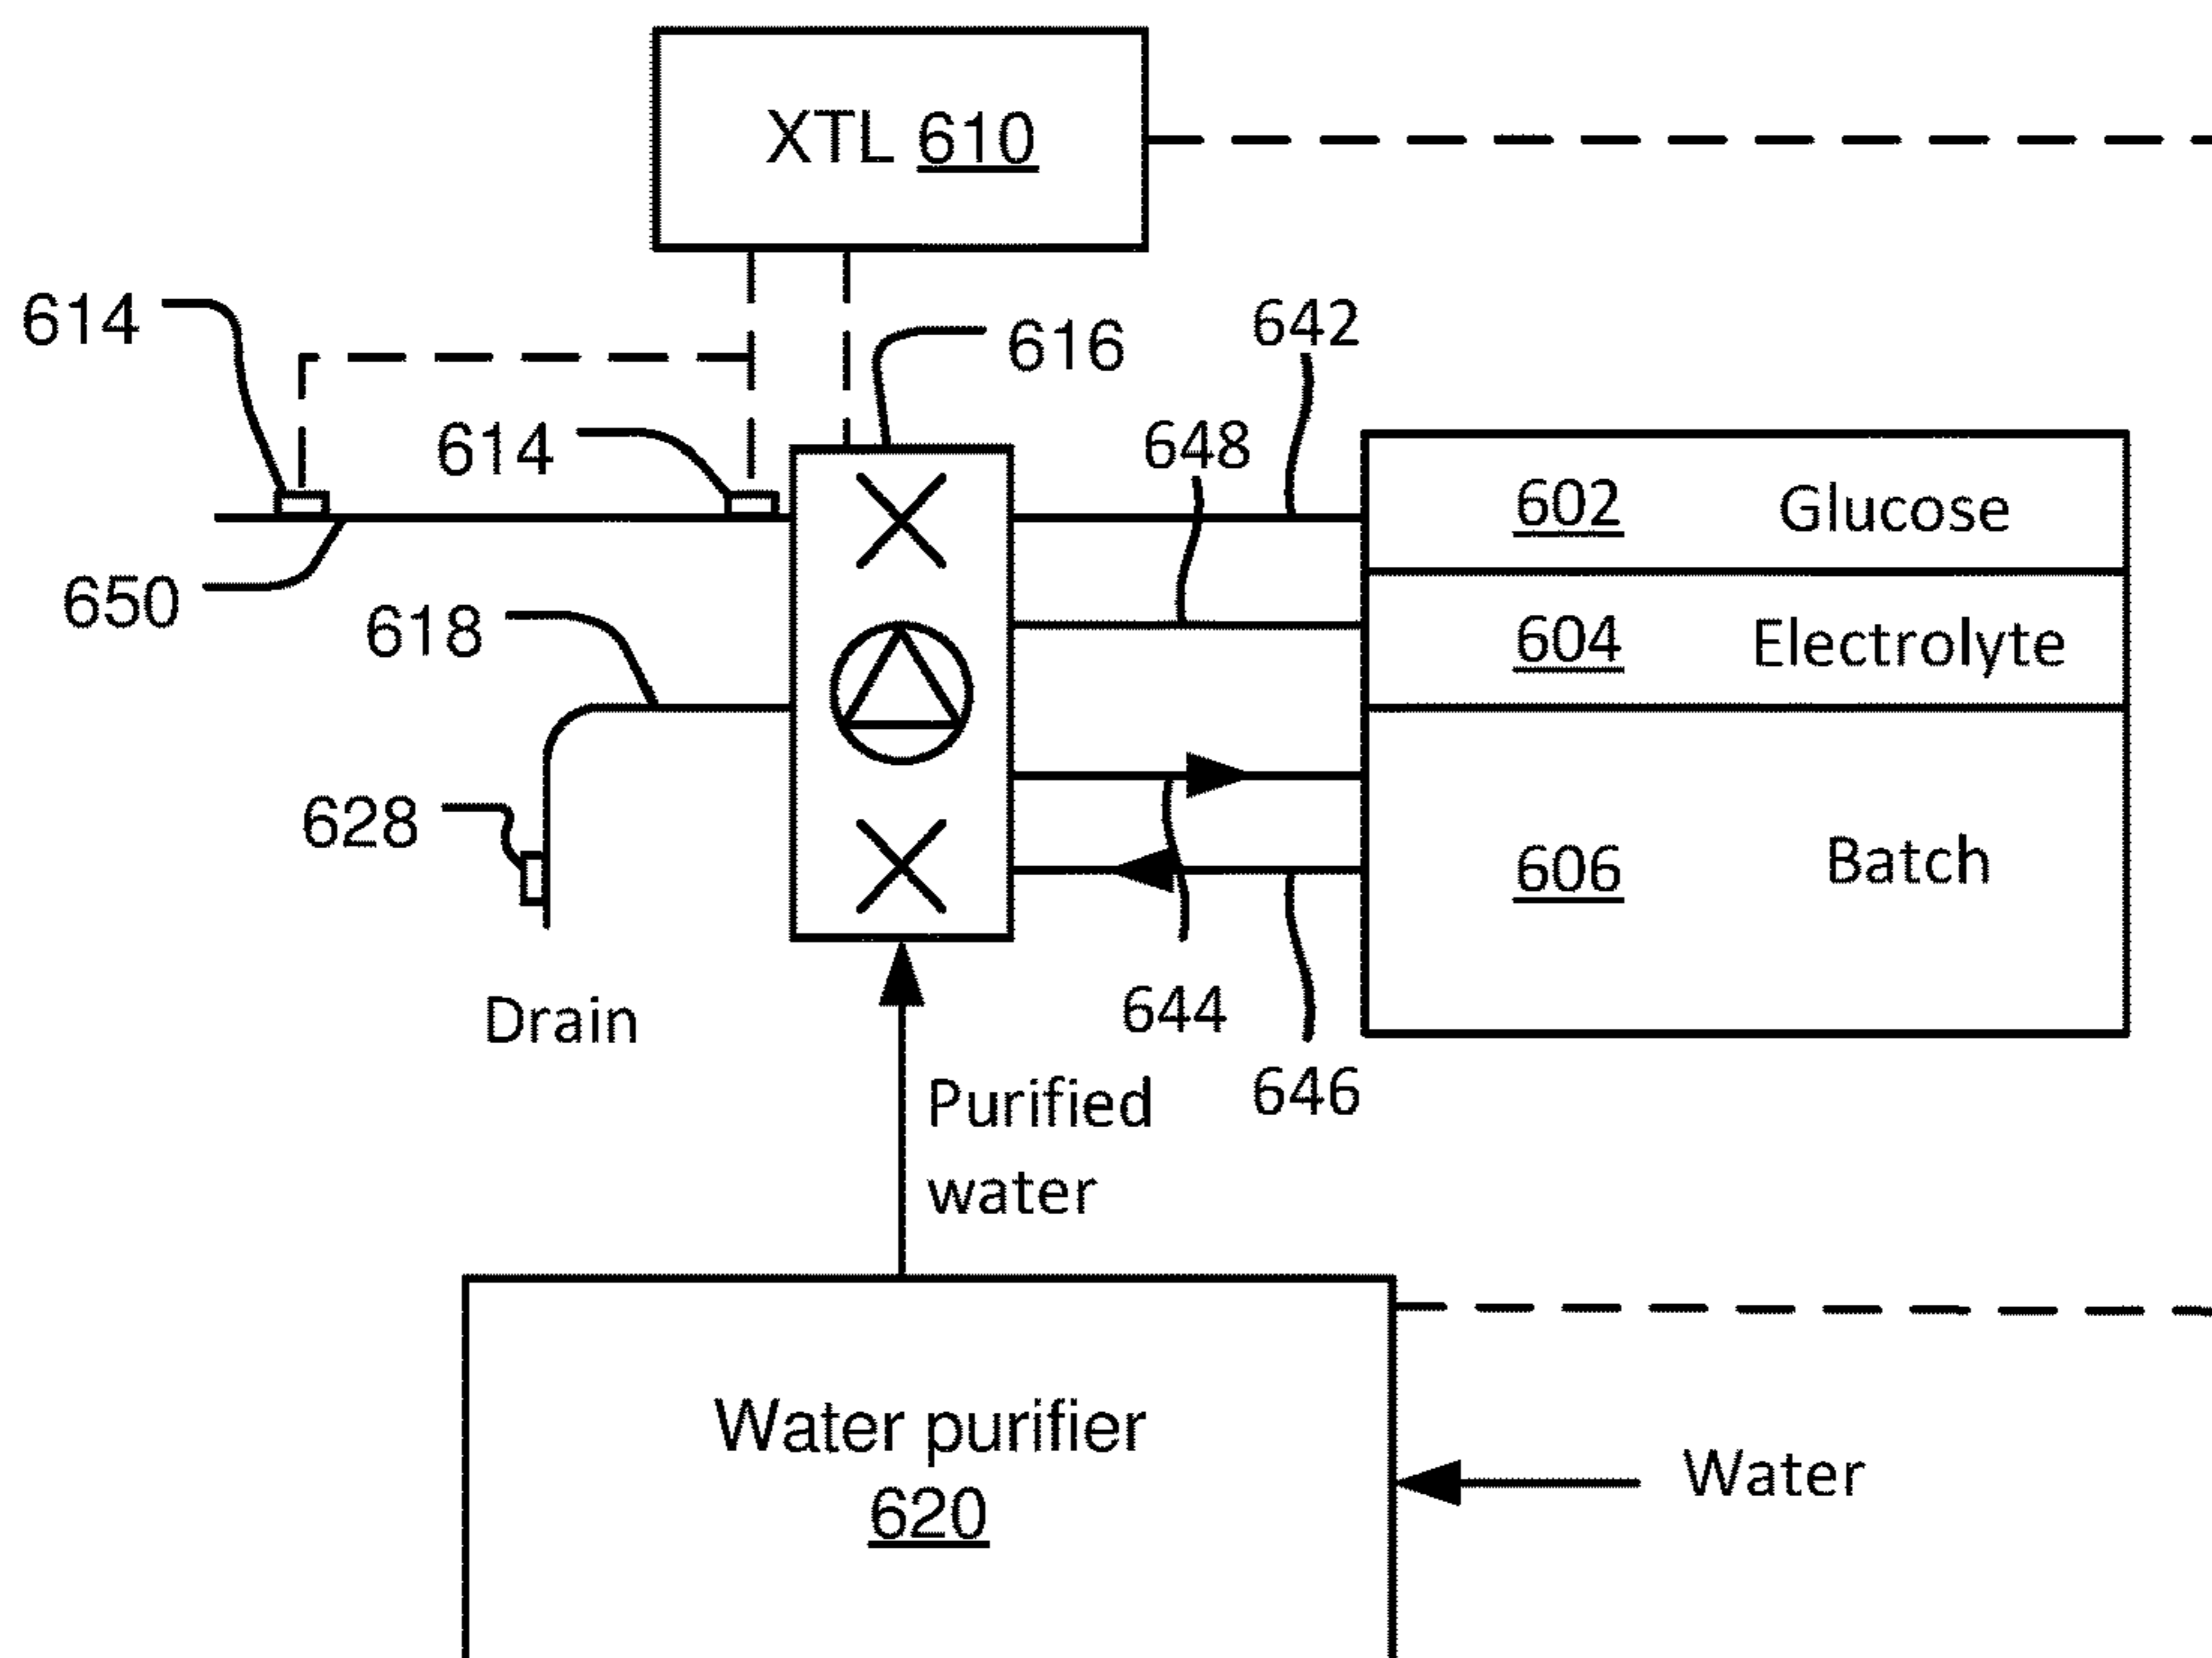 XTL 610
614
616
642
614
648
602 Glucose
650
618
604 Electrolyte
628
606 Batch
Drain
644
646
Purified
water
Water purifier
620
Water